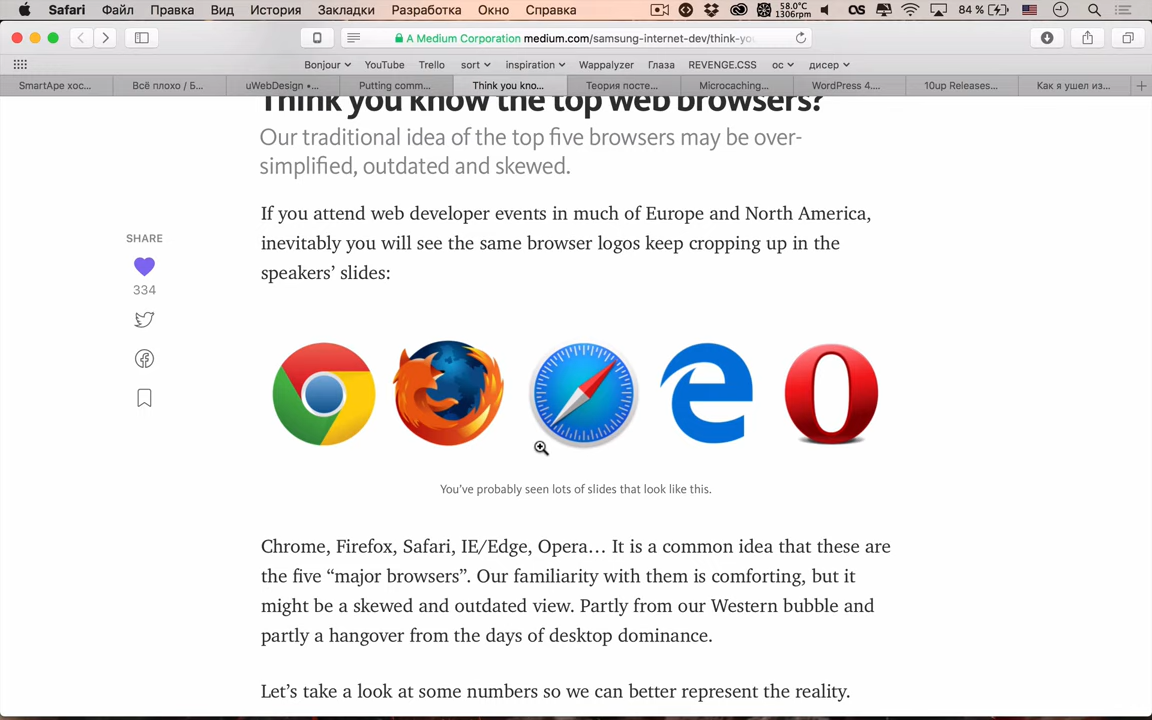 Safari Файл Правка Вид История Закладки Разработка Окно Справка 58.0°C 1306rpm 84 %
A Medium Corporation medium.com/samsung-internet-dev/think-you
Bonjour YouTube Trello sort inspiration Wappalyzer Глаза REVENGE.CSS ос дисер
SmartApe хос... Всё плохо / Б... uWebDesign •... Putting comm... Think you kno... Теория посте... Microcaching... WordPress 4.... 10up Releases... Как я ушел из...
Think you know the top web browsers?
Our traditional idea of the top five browsers may be over-
simplified, outdated and skewed.
If you attend web developer events in much of Europe and North America,
inevitably you will see the same browser logos keep cropping up in the
speakers’ slides:
SHARE
334
You’ve probably seen lots of slides that look like this.
Chrome, Firefox, Safari, IE/Edge, Opera… It is a common idea that these are
the five “major browsers”. Our familiarity with them is comforting, but it
might be a skewed and outdated view. Partly from our Western bubble and
partly a hangover from the days of desktop dominance.
Let’s take a look at some numbers so we can better represent the reality.